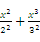 x²/2² + x³/3²